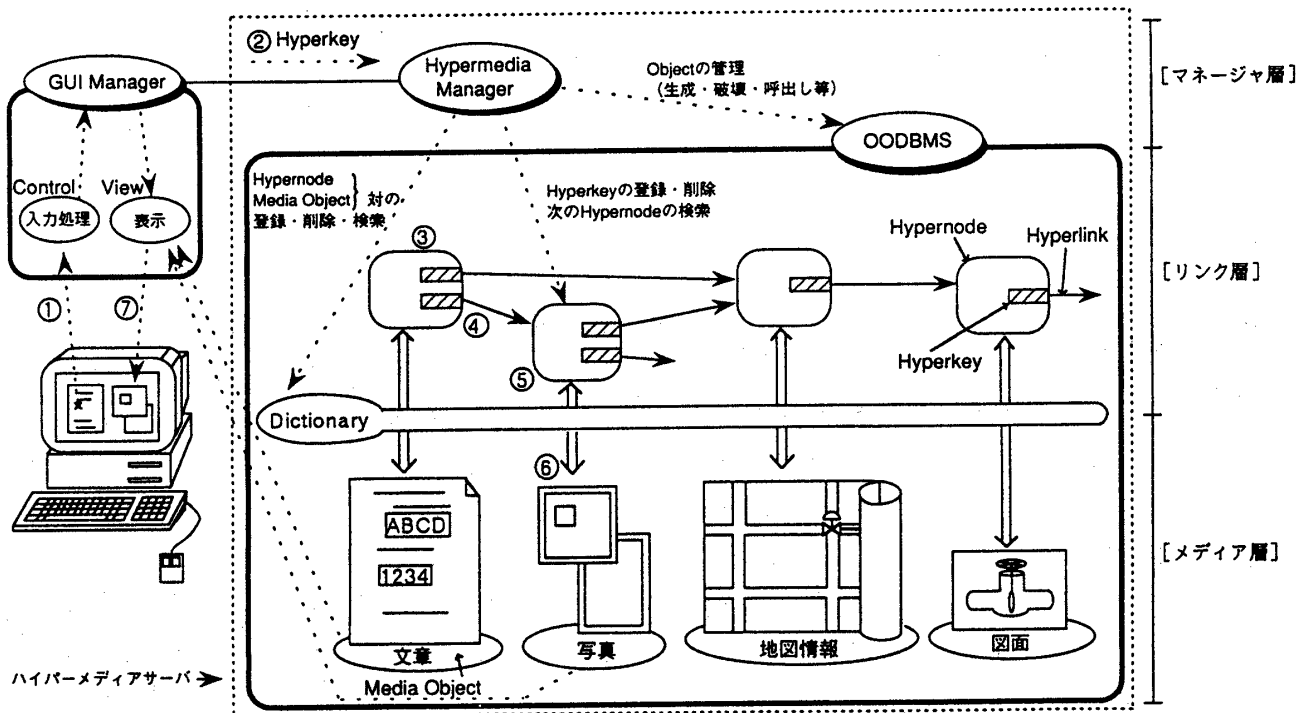 ② Hyperkey
GUI Manager
Hypermedia
Manager
Objectの管理
（生成・破壊・呼出し等）
OODBMS
［マネージャ層］
Control
View
入力処理
表示
Hypernode
Media Object } 対の
登録・削除・検索
Hyperkeyの登録・削除
次のHypernodeの検索
Hypernode
Hyperlink
Hyperkey
［リンク層］
①
⑦
③
④
⑤
Dictionary
⑥
ABCD
1234
文章
Media Object
写真
地図情報
図面
［メディア層］
ハイパーメディアサーバ